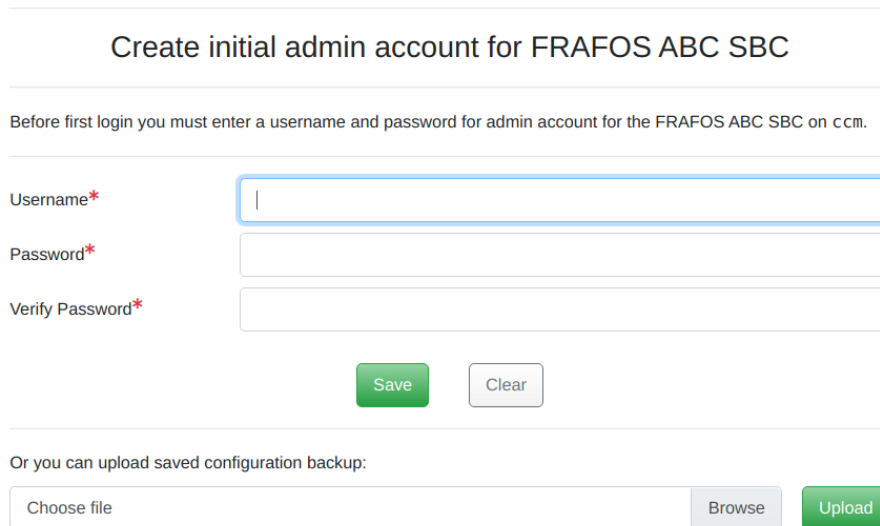 Create initial admin account for FRAFOS ABC SBC
Before first login you must enter a username and password for admin account for the FRAFOS ABC SBC on ccm.
Username*
Password*
Verify Password*
Save Clear
Or you can upload saved configuration backup:
Choose file Browse Upload